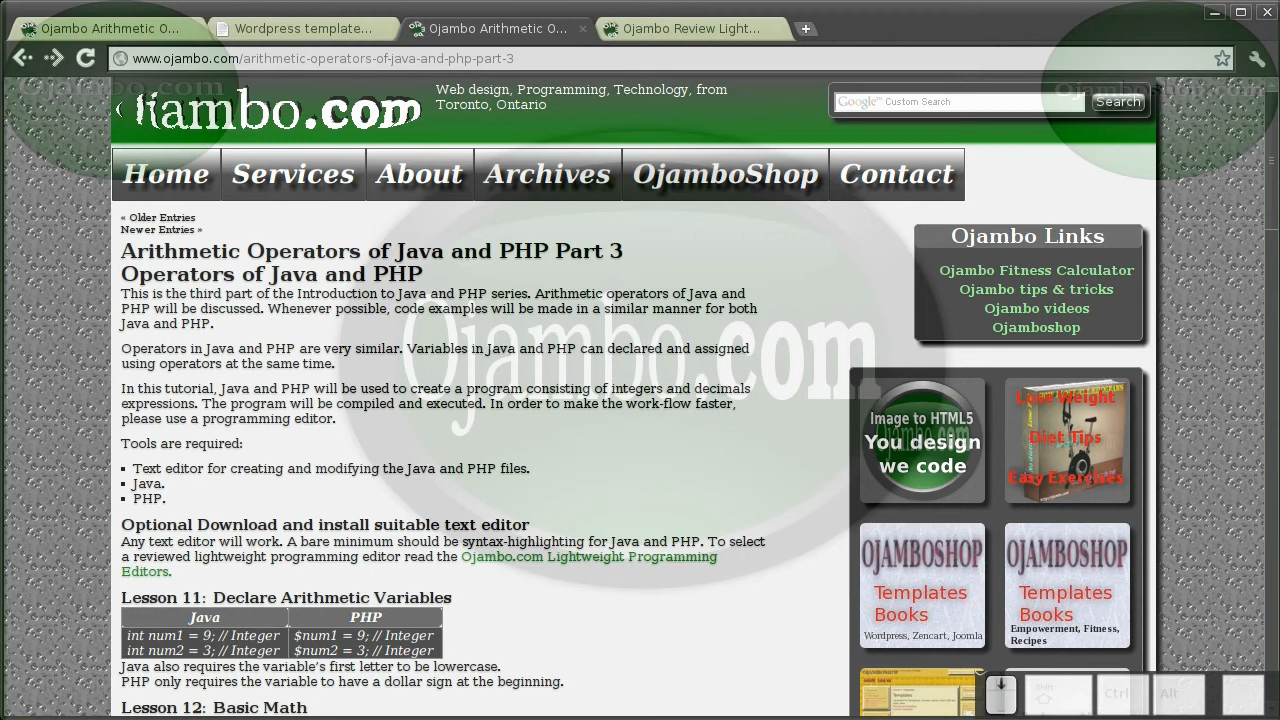 Ojambo Arithmetic O...
Wordpress template...
Ojambo Arithmetic O...
Ojambo Review Light...
www.ojambo.com/arithmetic-operators-of-java-and-php-part-3
Ojambo.com
Ojamboshop.com
Ojambo.com
Web design, Programming, Technology, from
Toronto, Ontario
Google™ Custom Search
Search
Home
Services
About
Archives
OjamboShop
Contact
« Older Entries
Newer Entries »
Arithmetic Operators of Java and PHP Part 3
Operators of Java and PHP
This is the third part of the Introduction to Java and PHP series. Arithmetic operators of Java and
PHP will be discussed. Whenever possible, code examples will be made in a similar manner for both
Java and PHP.
Operators in Java and PHP are very similar. Variables in Java and PHP can declared and assigned
using operators at the same time.
In this tutorial, Java and PHP will be used to create a program consisting of integers and decimals
expressions. The program will be compiled and executed. In order to make the work-flow faster,
please use a programming editor.
Tools are required:
Text editor for creating and modifying the Java and PHP files.
Java.
PHP.
Optional Download and install suitable text editor
Any text editor will work. A bare minimum should be syntax-highlighting for Java and PHP. To select
a reviewed lightweight programming editor read the Ojambo.com Lightweight Programming
Editors.
Lesson 11: Declare Arithmetic Variables
Java PHP
int num1 = 9; // Integer $num1 = 9; // Integer
int num2 = 3; // Integer $num2 = 3; // Integer
Java also requires the variable's first letter to be lowercase.
PHP only requires the variable to have a dollar sign at the beginning.
Lesson 12: Basic Math
Ojambo.com
Ojambo Links
Ojambo Fitness Calculator
Ojambo tips & tricks
Ojambo videos
Ojamboshop
Image to HTML5
Ojambo.com
You design
we code
Lose Weight
Diet Tips
Easy Exercises
OJAMBOSHOP
Templates
Books
Wordpress, Zencart, Joomla
OJAMBOSHOP
Templates
Books
Empowerment, Fitness,
Recipes
Shift
Ctrl
Alt